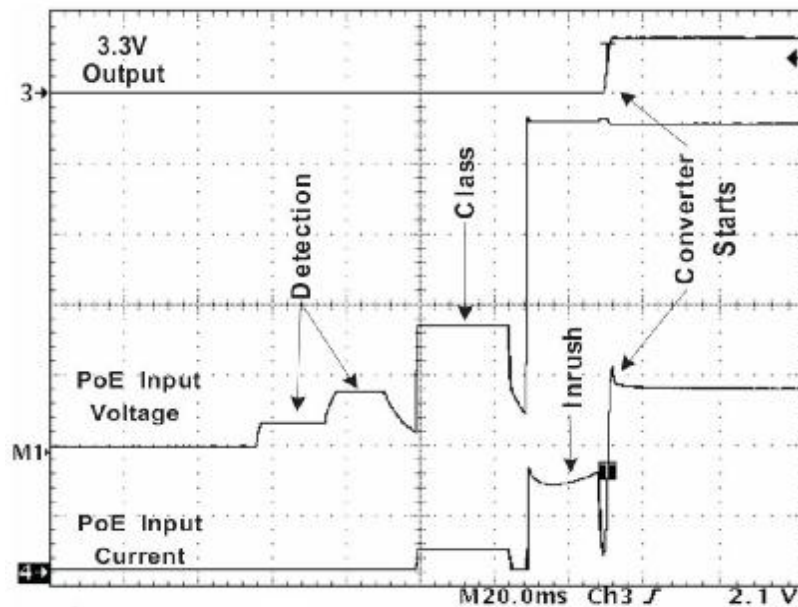 3.3V
Output
3
Detection
Class
Converter
Starts
PoE Input
Voltage
Inrush
M1
PoE Input
Current
4
M20.0ms Ch3 2.1 V